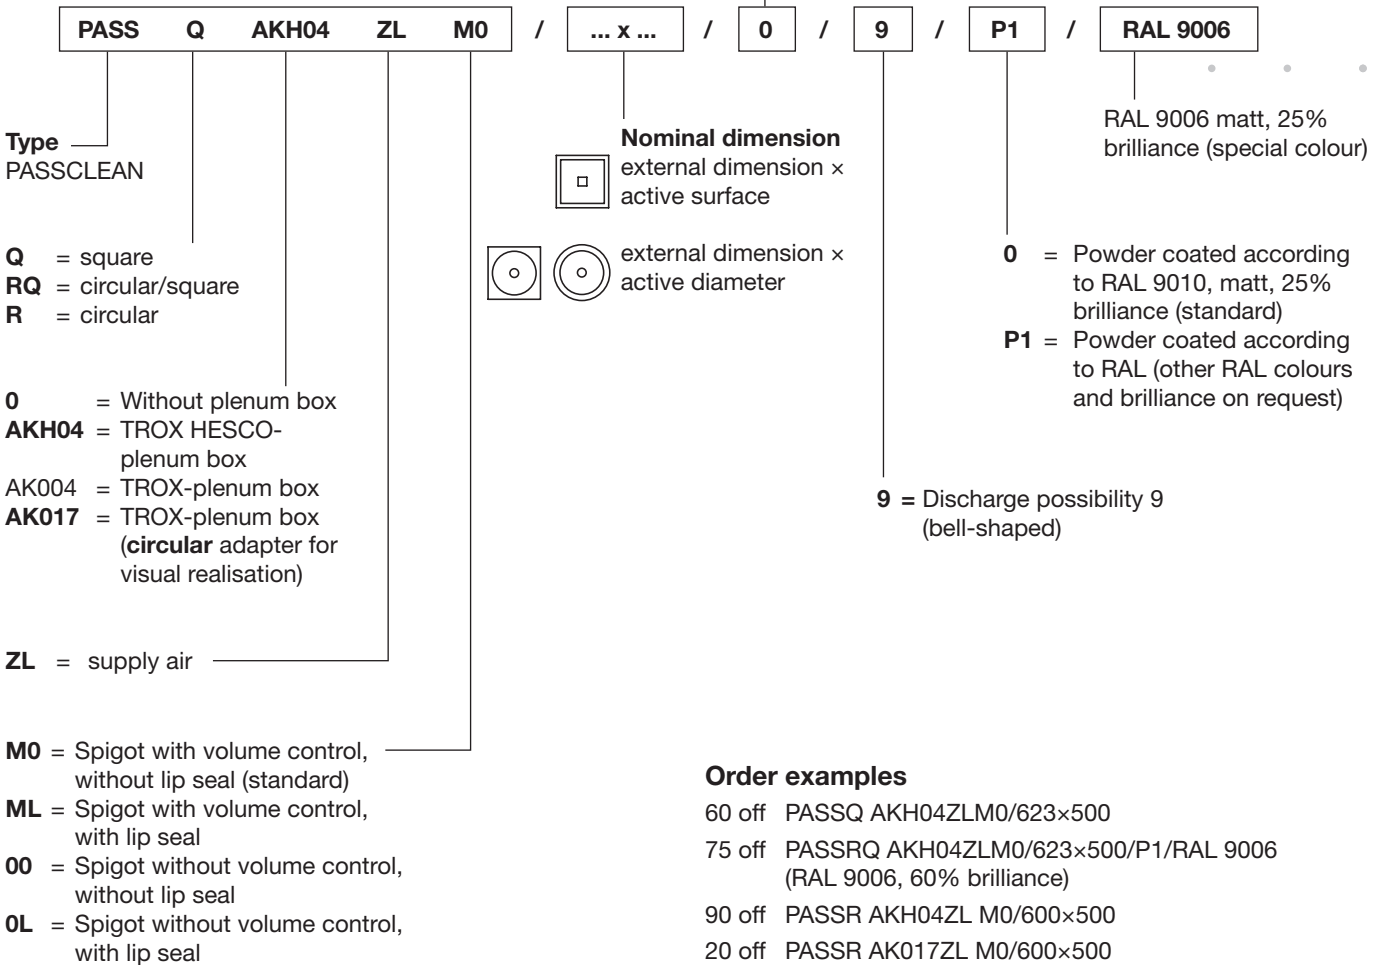 PASS Q AKH04 ZL M0 / ... x ... / 0 / 9 / P1 / RAL 9006
RAL 9006 matt, 25%
brilliance (special colour)
Type
PASSCLEAN
Nominal dimension
external dimension ×
active surface
external dimension ×
active diameter
Q = square
RQ = circular/square
R = circular
0 = Powder coated according
to RAL 9010, matt, 25%
brilliance (standard)
P1 = Powder coated according
to RAL (other RAL colours
and brilliance on request)
0 = Without plenum box
AKH04 = TROX HESCO-
plenum box
AK004 = TROX-plenum box
AK017 = TROX-plenum box
(circular adapter for
visual realisation)
9 = Discharge possibility 9
(bell-shaped)
ZL = supply air
M0 = Spigot with volume control,
without lip seal (standard)
ML = Spigot with volume control,
with lip seal
00 = Spigot without volume control,
without lip seal
0L = Spigot without volume control,
with lip seal
Order examples
60 off PASSQ AKH04ZLM0/623×500
75 off PASSRQ AKH04ZLM0/623×500/P1/RAL 9006
(RAL 9006, 60% brilliance)
90 off PASSR AKH04ZL M0/600×500
20 off PASSR AK017ZL M0/600×500